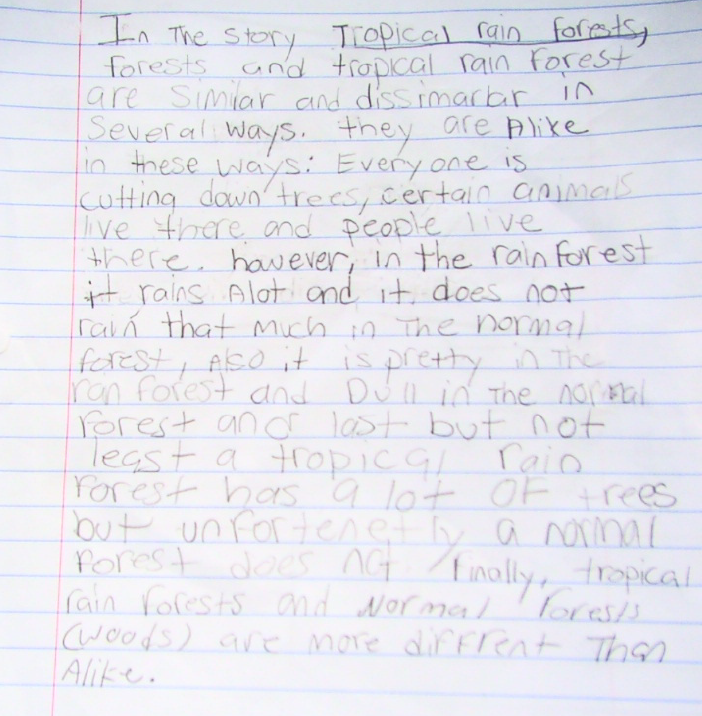 In The story Tropical rain forests,
forests and tropical rain forest
are similar and dissimarlar in
several ways. they are Alike
in these ways: Everyone is
cutting down trees, certain animals
live there and people live
there. however, in the rainforest
it rains Alot and it does not
rain that much in The normal
forest, Also it is pretty in The
ran forest and Dull in The normal
forest and last but not
lest a tropical rain
forest has a lot OF trees
but unfortenetly a normal
forest does not Finally, tropical
rain forests and Normal forests
(woods) are more diffrent Than
Alike.